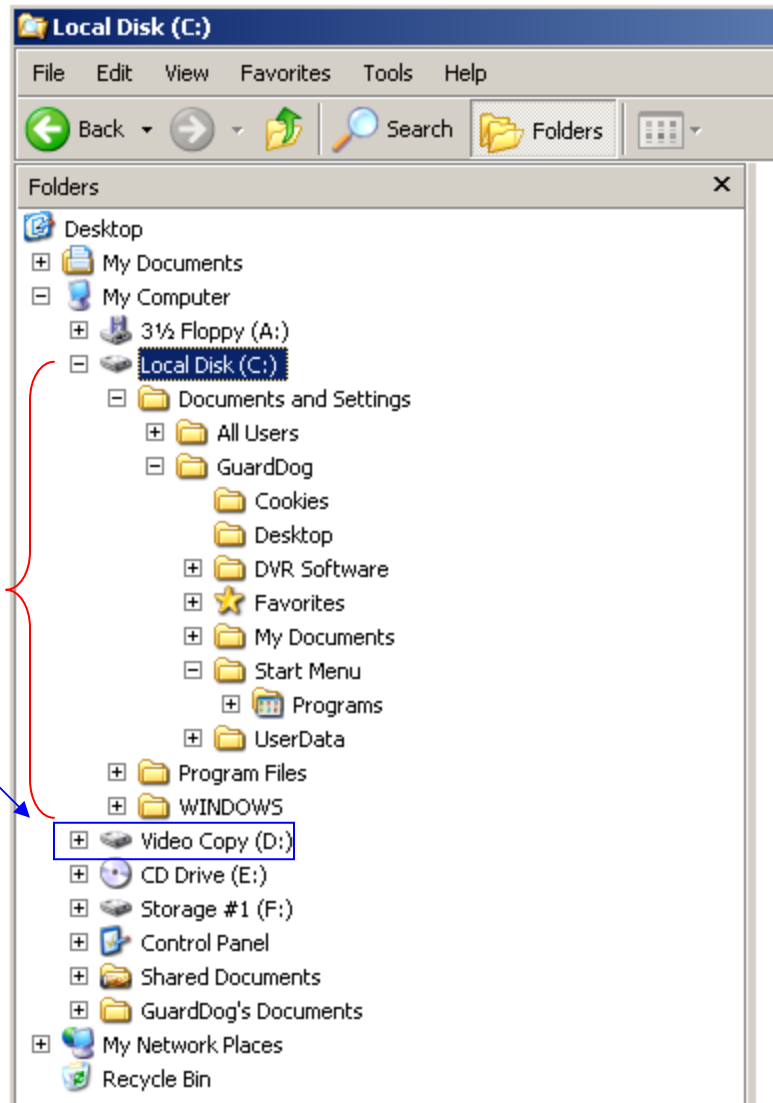 Local Disk (C:)
File Edit View Favorites Tools Help
Back Search Folders
Folders
Desktop
My Documents
My Computer
3½ Floppy (A:)
Local Disk (C:)
Documents and Settings
All Users
GuardDog
Cookies
Desktop
DVR Software
Favorites
My Documents
Start Menu
Programs
UserData
Program Files
WINDOWS
Video Copy (D:)
CD Drive (E:)
Storage #1 (F:)
Control Panel
Shared Documents
GuardDog's Documents
My Network Places
Recycle Bin